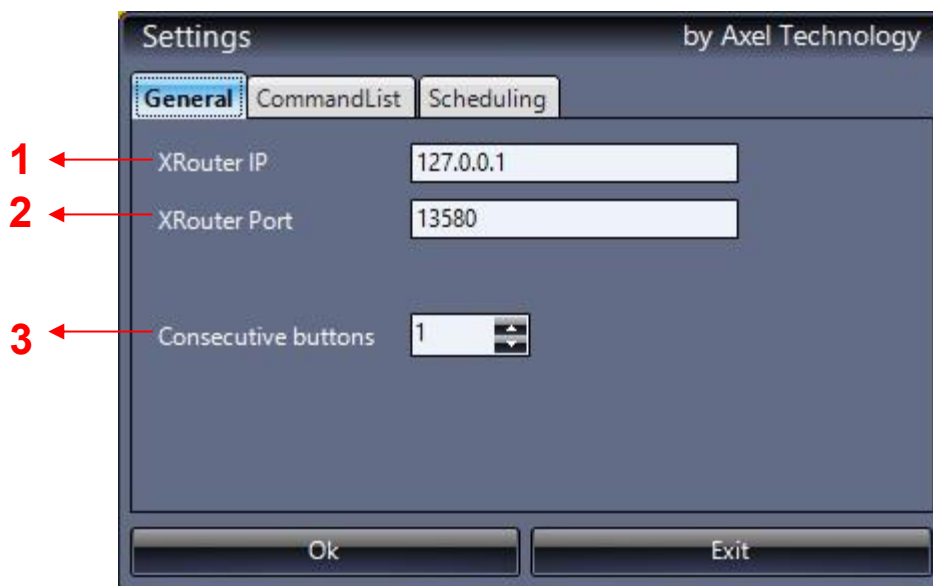 Settings by Axel Technology
General CommandList Scheduling
1 XRouter IP 127.0.0.1
2 XRouter Port 13580
3 Consecutive buttons 1
Ok Exit